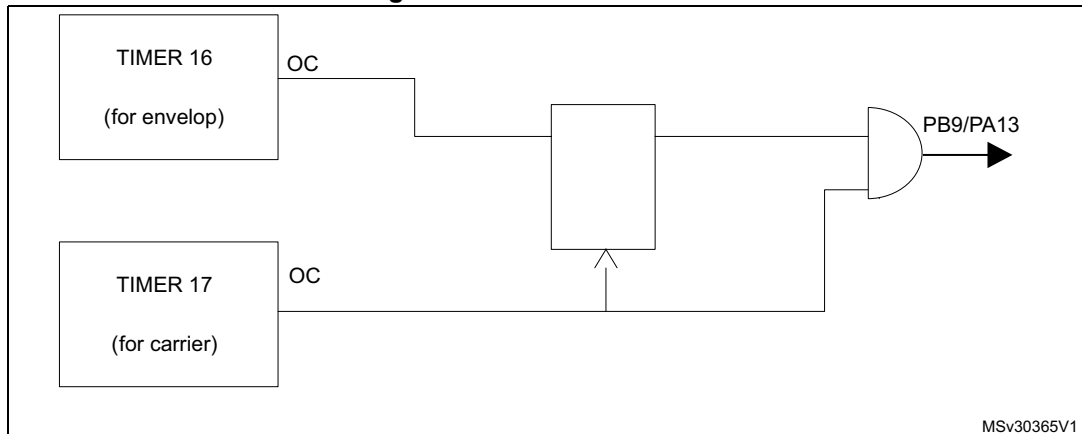 TIMER 16
(for envelop)
OC
PB9/PA13
TIMER 17
(for carrier)
OC
MSv30365V1